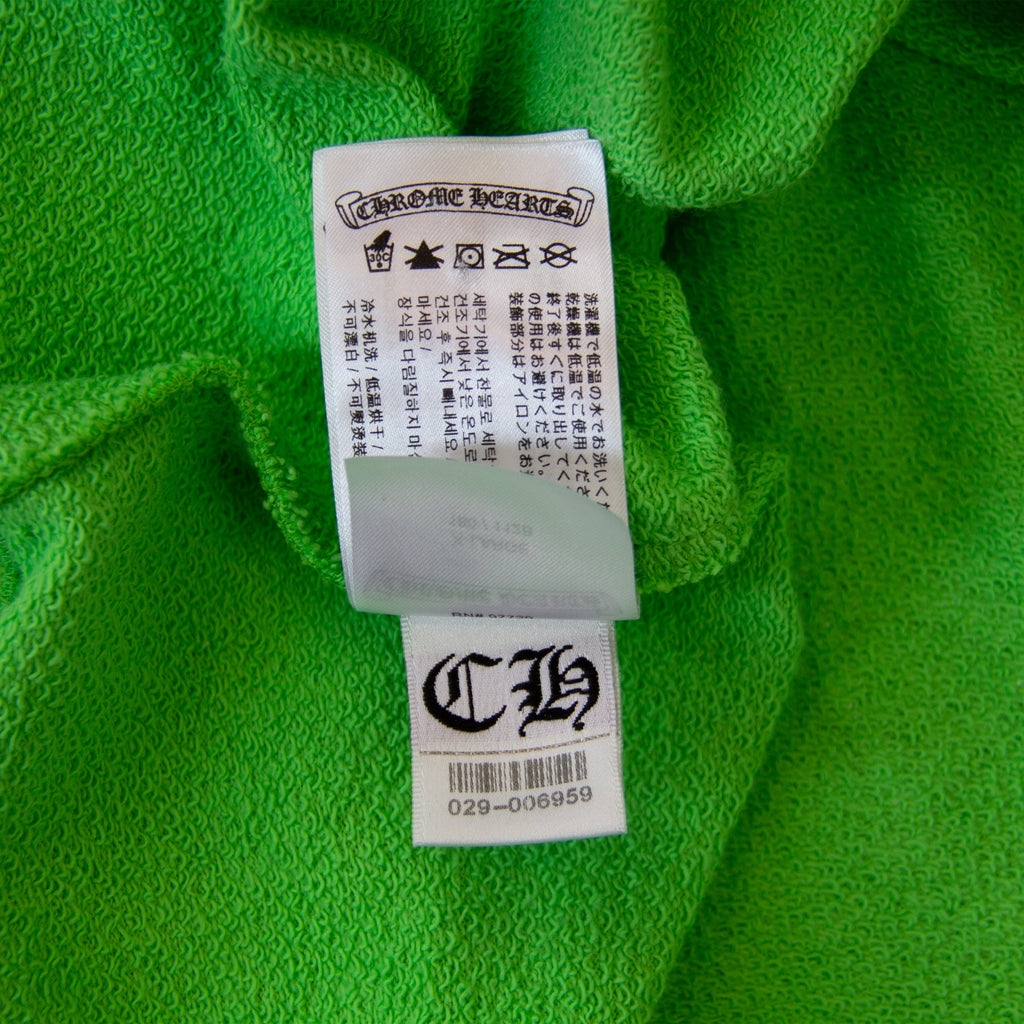 CHROME HEARTS
30C
洗濯機で低温の水でお洗いくだ
乾燥機は低温でご使用くださ
終了後すぐに取り出してく
の使用はお避けください。
装飾部分はアイロンをお
세탁기에서 찬물로 세탁
건조기에서 낮은 온도로
건조 후 즉시 빼내세요
마세요 /
장식을 다림질하지 마
冷水机洗 / 低温烘干 /
不可漂白 / 不可熨烫装
X LARGE
CH
029-006959